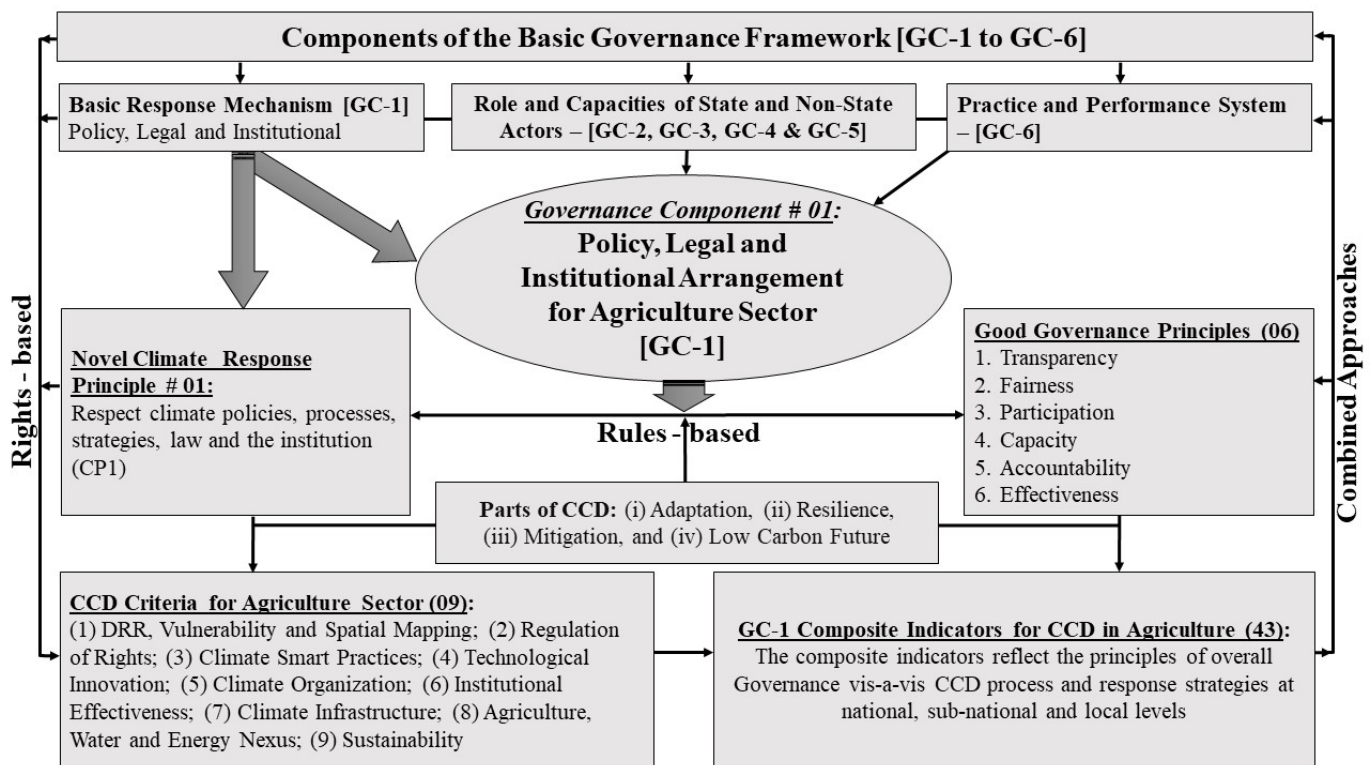 Components of the Basic Governance Framework [GC-1 to GC-6]
Basic Response Mechanism [GC-1]
Policy, Legal and Institutional
Role and Capacities of State and Non-State
Actors – [GC-2, GC-3, GC-4 & GC-5]
Practice and Performance System
– [GC-6]
Governance Component # 01:
Policy, Legal and
Institutional Arrangement
for Agriculture Sector
[GC-1]
Rights - based
Combined Approaches
Novel Climate Response
Principle # 01:
Respect climate policies, processes,
strategies, law and the institution
(CP1)
Rules - based
Good Governance Principles (06)
1. Transparency
2. Fairness
3. Participation
4. Capacity
5. Accountability
6. Effectiveness
Parts of CCD: (i) Adaptation, (ii) Resilience,
(iii) Mitigation, and (iv) Low Carbon Future
CCD Criteria for Agriculture Sector (09):
(1) DRR, Vulnerability and Spatial Mapping; (2) Regulation
of Rights; (3) Climate Smart Practices; (4) Technological
Innovation; (5) Climate Organization; (6) Institutional
Effectiveness; (7) Climate Infrastructure; (8) Agriculture,
Water and Energy Nexus; (9) Sustainability
GC-1 Composite Indicators for CCD in Agriculture (43):
The composite indicators reflect the principles of overall
Governance vis-a-vis CCD process and response strategies at
national, sub-national and local levels